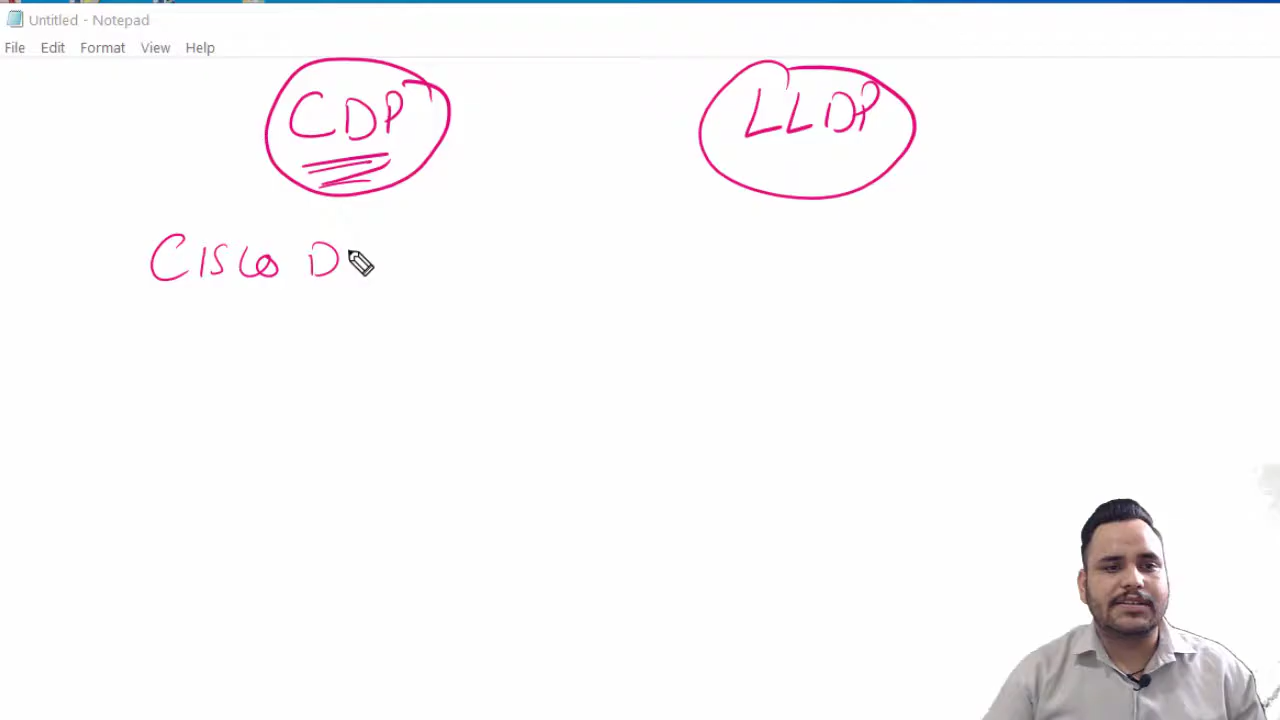 Untitled - Notepad
File Edit Format View Help
CDP LLDP
Cisco D